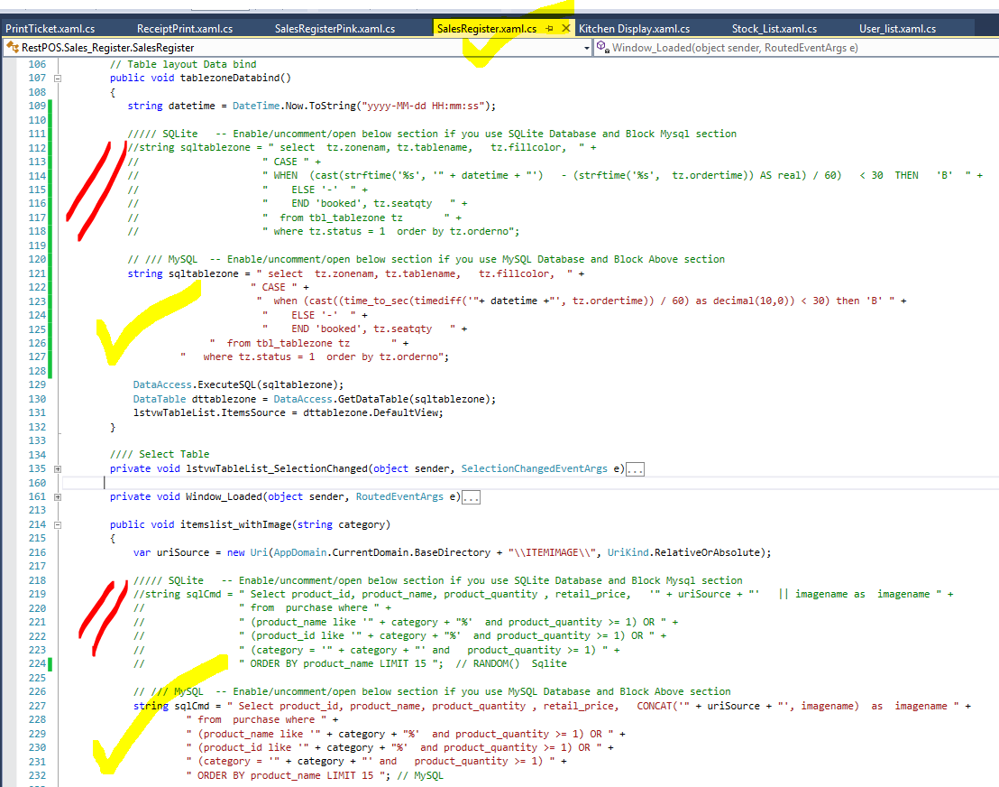 PrintTicket.xaml.cs ReceiptPrint.xaml.cs SalesRegisterPink.xaml.cs SalesRegister.xaml.cs Kitchen Display.xaml.cs Stock_List.xaml.cs User_list.xaml.cs
RestPOS.Sales_Register.SalesRegister Window_Loaded(object sender, RoutedEventArgs e)
106 // Table layout Data bind
107 public void tablezoneDatabind()
108 {
109 string datetime = DateTime.Now.ToString("yyyy-MM-dd HH:mm:ss");
110
111 ///// SQLite -- Enable/uncomment/open below section if you use SQLite Database and Block Mysql section
112 //string sqltablezone = " select tz.zonenam, tz.tablename, tz.fillcolor, " +
113 // " CASE " +
114 // " WHEN (cast(strftime('%s', '" + datetime + "') - (strftime('%s', tz.ordertime)) AS real) / 60) < 30 THEN 'B' " +
115 // " ELSE '-' " +
116 // " END 'booked', tz.seatqty " +
117 // " from tbl_tablezone tz " +
118 // " where tz.status = 1 order by tz.orderno";
119
120 // /// MySQL -- Enable/uncomment/open below section if you use MySQL Database and Block Above section
121 string sqltablezone = " select tz.zonenam, tz.tablename, tz.fillcolor, " +
122 " CASE " +
123 " when (cast((time_to_sec(timediff('"+ datetime +"', tz.ordertime)) / 60) as decimal(10,0)) < 30) then 'B' " +
124 " ELSE '-' " +
125 " END 'booked', tz.seatqty " +
126 " from tbl_tablezone tz " +
127 " where tz.status = 1 order by tz.orderno";
128
129 DataAccess.ExecuteSQL(sqltablezone);
130 DataTable dttablezone = DataAccess.GetDataTable(sqltablezone);
131 lstvwTableList.ItemsSource = dttablezone.DefaultView;
132 }
133
134 //// Select Table
135 private void lstvwTableList_SelectionChanged(object sender, SelectionChangedEventArgs e)...
160
161 private void Window_Loaded(object sender, RoutedEventArgs e)...
213
214 public void itemslist_withImage(string category)
215 {
216 var uriSource = new Uri(AppDomain.CurrentDomain.BaseDirectory + "\\ITEMIMAGE\\", UriKind.RelativeOrAbsolute);
217
218 ///// SQLite -- Enable/uncomment/open below section if you use SQLite Database and Block Mysql section
219 //string sqlCmd = " Select product_id, product_name, product_quantity , retail_price, '" + uriSource + "' || imagename as imagename " +
220 // " from purchase where " +
221 // " (product_name like '" + category + "%' and product_quantity >= 1) OR " +
222 // " (product_id like '" + category + "%' and product_quantity >= 1) OR " +
223 // " (category = '" + category + "' and product_quantity >= 1) " +
224 // " ORDER BY product_name LIMIT 15 "; // RANDOM() Sqlite
225
226 // /// MySQL -- Enable/uncomment/open below section if you use MySQL Database and Block Above section
227 string sqlCmd = " Select product_id, product_name, product_quantity , retail_price, CONCAT('" + uriSource + "', imagename) as imagename " +
228 " from purchase where " +
229 " (product_name like '" + category + "%' and product_quantity >= 1) OR " +
230 " (product_id like '" + category + "%' and product_quantity >= 1) OR " +
231 " (category = '" + category + "' and product_quantity >= 1) " +
232 " ORDER BY product_name LIMIT 15 "; // MySQL